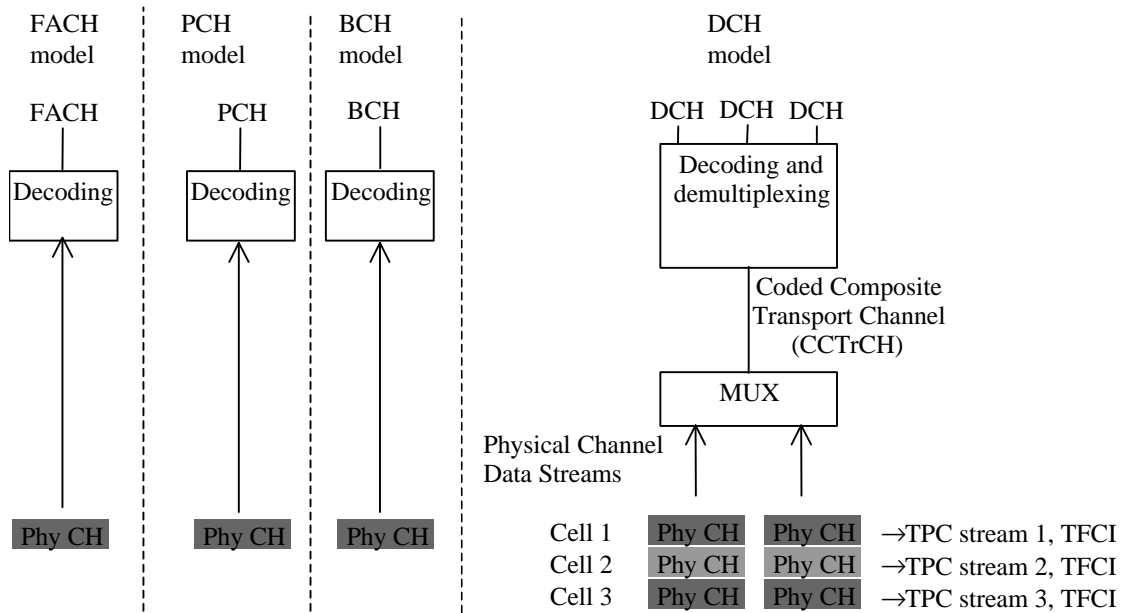 FACH
model
PCH
model
BCH
model
DCH
model
FACH
PCH
BCH
DCH DCH DCH
Decoding
Decoding
Decoding
Decoding and
demultiplexing
Coded Composite
Transport Channel
(CCTrCH)
MUX
Physical Channel
Data Streams
Phy CH
Phy CH
Phy CH
Cell 1 Phy CH Phy CH →TPC stream 1, TFCI
Cell 2 Phy CH Phy CH →TPC stream 2, TFCI
Cell 3 Phy CH Phy CH →TPC stream 3, TFCI